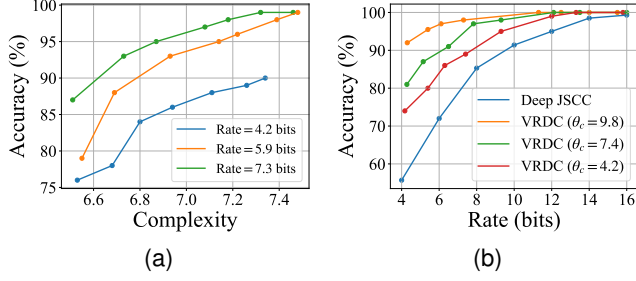 100
95
90
85
80
75
Accuracy (%)
6.6 6.8 7.0 7.2 7.4
Complexity
Rate = 4.2 bits
Rate = 5.9 bits
Rate = 7.3 bits
(a)
100
90
80
70
60
Accuracy (%)
4 6 8 10 12 14 16
Rate (bits)
Deep JSCC
VRDC (θc = 9.8)
VRDC (θc = 7.4)
VRDC (θc = 4.2)
(b)